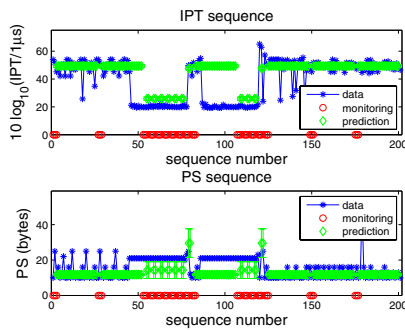 IPT sequence
10 log10(IPT/1μs)
60
40
20
0
0 50 100 150 200
sequence number
data
monitoring
prediction
PS sequence
PS (bytes)
60
40
20
0
0 50 100 150 200
sequence number
data
monitoring
prediction